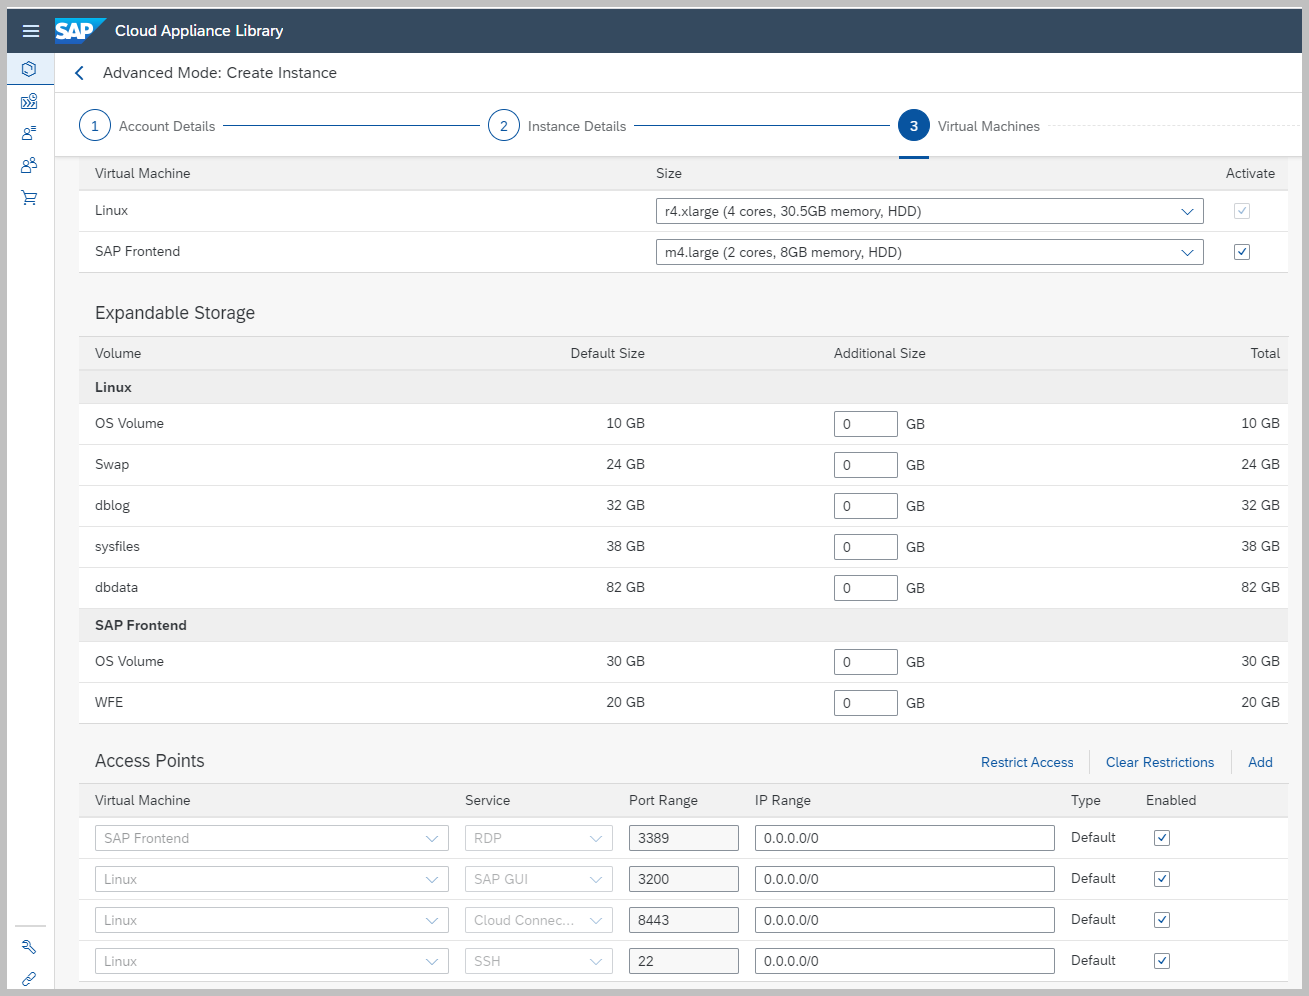 SAP Cloud Appliance Library
Advanced Mode: Create Instance
1 Account Details 2 Instance Details 3 Virtual Machines
Virtual Machine Size Activate
Linux r4.xlarge (4 cores, 30.5GB memory, HDD)
SAP Frontend m4.large (2 cores, 8GB memory, HDD)
Expandable Storage
Volume Default Size Additional Size Total
Linux
OS Volume 10 GB 0 GB 10 GB
Swap 24 GB 0 GB 24 GB
dblog 32 GB 0 GB 32 GB
sysfiles 38 GB 0 GB 38 GB
dbdata 82 GB 0 GB 82 GB
SAP Frontend
OS Volume 30 GB 0 GB 30 GB
WFE 20 GB 0 GB 20 GB
Access Points Restrict Access Clear Restrictions Add
Virtual Machine Service Port Range IP Range Type Enabled
SAP Frontend RDP 3389 0.0.0.0/0 Default
Linux SAP GUI 3200 0.0.0.0/0 Default
Linux Cloud Connec... 8443 0.0.0.0/0 Default
Linux SSH 22 0.0.0.0/0 Default